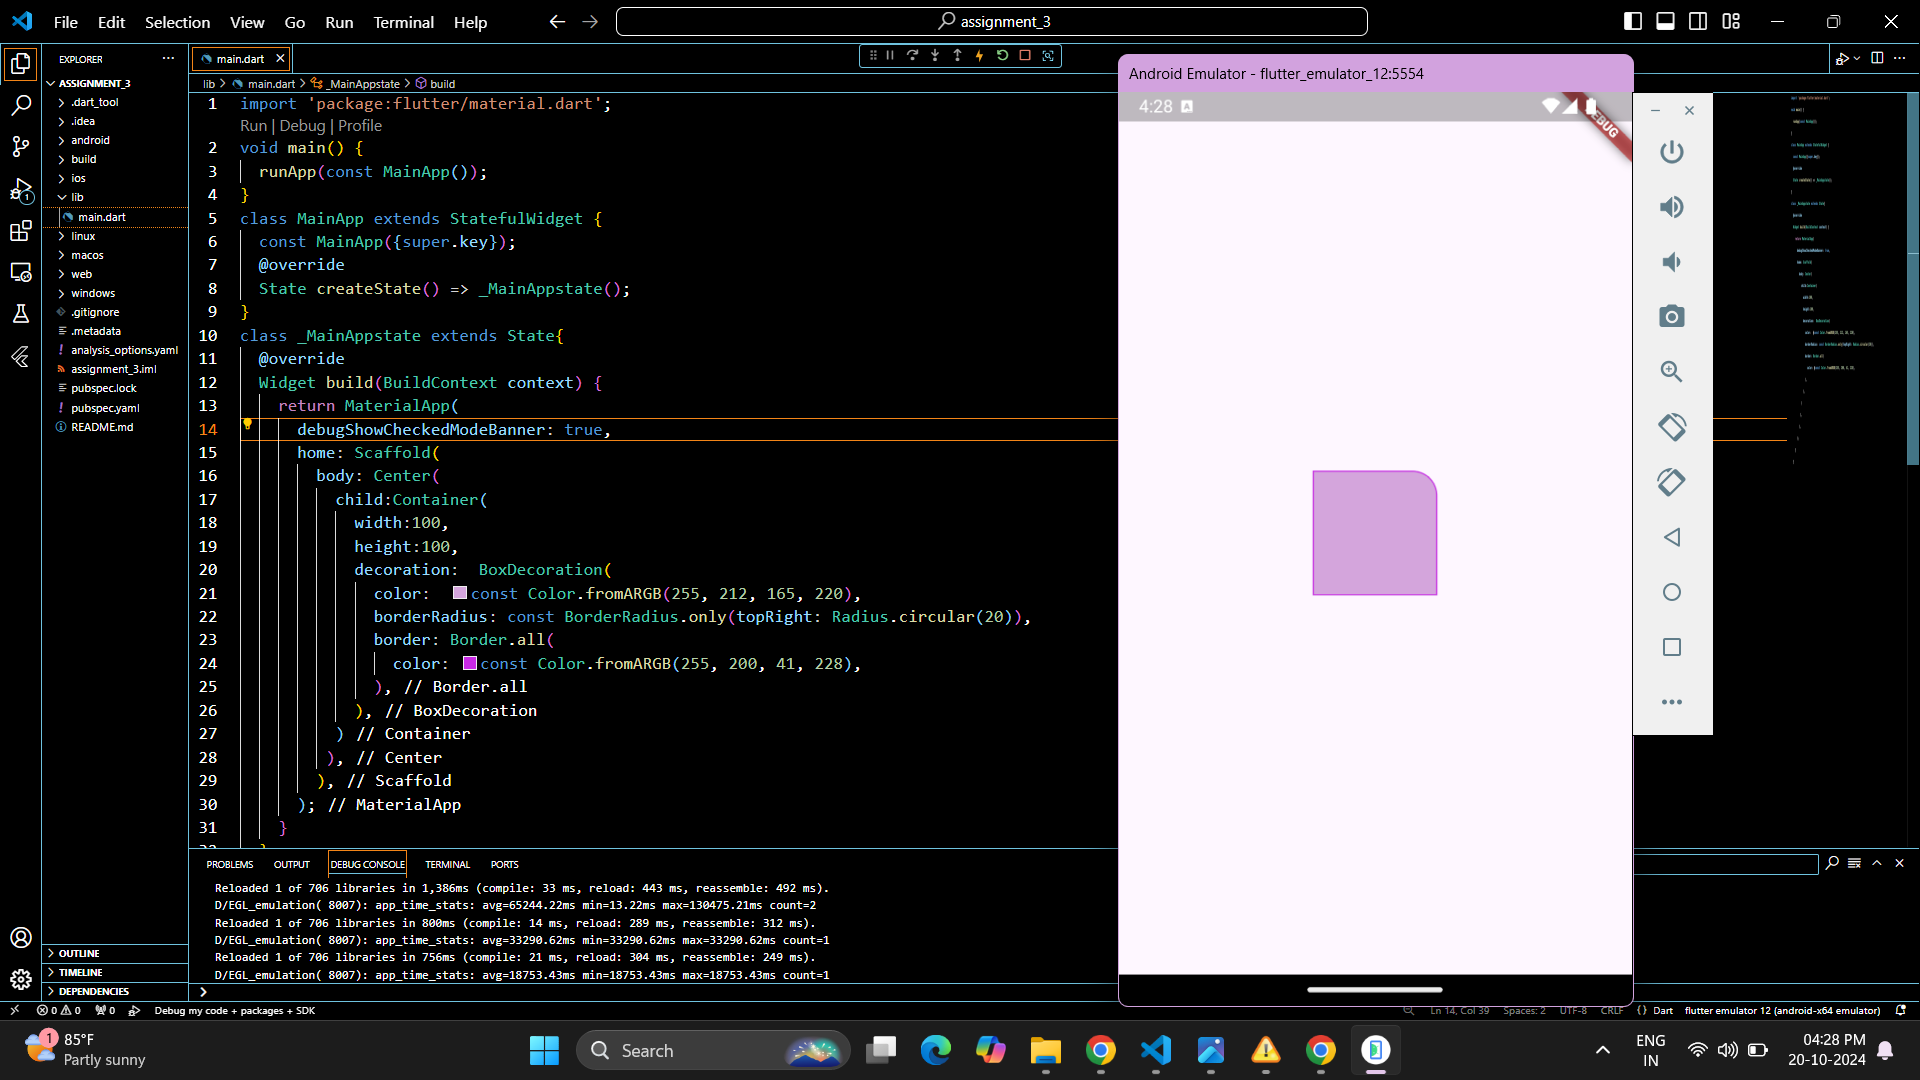 File Edit Selection View Go Run Terminal Help
assignment_3
EXPLORER
ASSIGNMENT_3
.dart_tool
.idea
android
build
ios
lib
main.dart
linux
macos
web
windows
.gitignore
.metadata
analysis_options.yaml
assignment_3.iml
pubspec.lock
pubspec.yaml
README.md
OUTLINE
TIMELINE
DEPENDENCIES
main.dart
lib > main.dart > _MainAppstate > build
1 import 'package:flutter/material.dart';
Run | Debug | Profile
2 void main() {
3 runApp(const MainApp());
4 }
5 class MainApp extends StatefulWidget {
6 const MainApp({super.key});
7 @override
8 State createState() => _MainAppstate();
9 }
10 class _MainAppstate extends State{
11 @override
12 Widget build(BuildContext context) {
13 return MaterialApp(
14 debugShowCheckedModeBanner: true,
15 home: Scaffold(
16 body: Center(
17 child:Container(
18 width:100,
19 height:100,
20 decoration:  BoxDecoration(
21 color:  const Color.fromARGB(255, 212, 165, 220),
22 borderRadius: const BorderRadius.only(topRight: Radius.circular(20)),
23 border: Border.all(
24 color: const Color.fromARGB(255, 200, 41, 228),
25 ), // Border.all
26 ), // BoxDecoration
27 ) // Container
28 ), // Center
29 ), // Scaffold
30 ); // MaterialApp
31 }
PROBLEMS OUTPUT DEBUG CONSOLE TERMINAL PORTS
Reloaded 1 of 706 libraries in 1,386ms (compile: 33 ms, reload: 443 ms, reassemble: 492 ms).
D/EGL_emulation( 8007): app_time_stats: avg=65244.22ms min=13.22ms max=130475.21ms count=2
Reloaded 1 of 706 libraries in 800ms (compile: 14 ms, reload: 289 ms, reassemble: 312 ms).
D/EGL_emulation( 8007): app_time_stats: avg=33290.62ms min=33290.62ms max=33290.62ms count=1
Reloaded 1 of 706 libraries in 756ms (compile: 21 ms, reload: 304 ms, reassemble: 249 ms).
D/EGL_emulation( 8007): app_time_stats: avg=18753.43ms min=18753.43ms max=18753.43ms count=1
Android Emulator - flutter_emulator_12:5554
4:28
DEBUG
0 0 0 Debug my code + packages + SDK
Ln 14, Col 39 Spaces: 2 UTF-8 CRLF {} Dart flutter emulator 12 (android-x64 emulator)
1
85°F
Partly sunny
Search
ENG
IN
04:28 PM
20-10-2024